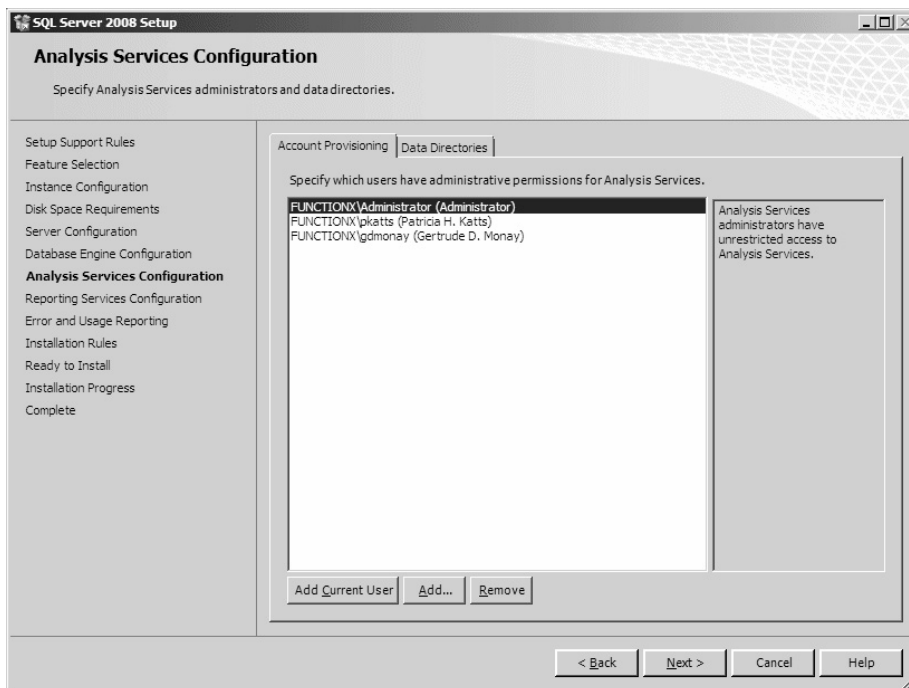 SQL Server 2008 Setup
Analysis Services Configuration
Specify Analysis Services administrators and data directories.
Setup Support Rules
Feature Selection
Instance Configuration
Disk Space Requirements
Server Configuration
Database Engine Configuration
Analysis Services Configuration
Reporting Services Configuration
Error and Usage Reporting
Installation Rules
Ready to Install
Installation Progress
Complete
Account Provisioning
Data Directories
Specify which users have administrative permissions for Analysis Services.
FUNCTIONX\Administrator (Administrator)
FUNCTIONX\pkatts (Patricia H. Katts)
FUNCTIONX\gdmonay (Gertrude D. Monay)
Analysis Services
administrators have
unrestricted access to
Analysis Services.
Add Current User
Add...
Remove
< Back
Next >
Cancel
Help